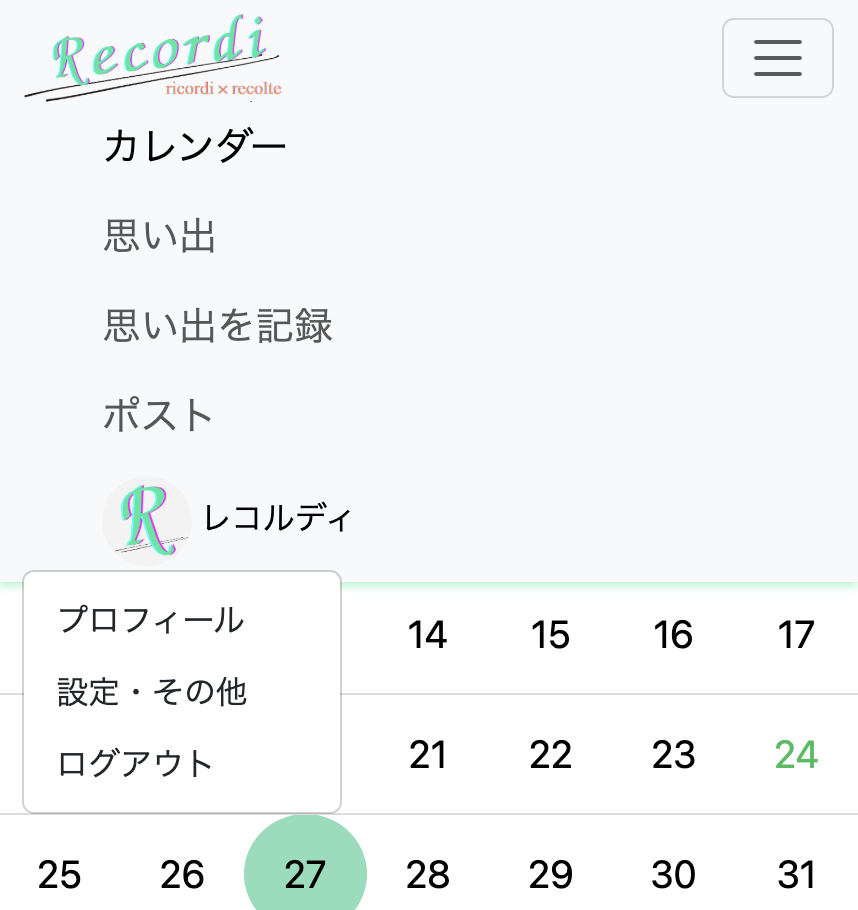 Recordi
ricordi × recolte
カレンダー
思い出
思い出を記録
ポスト
R レコルディ
プロフィール 14 15 16 17
設定・その他
ログアウト 21 22 23 24
25 26 27 28 29 30 31